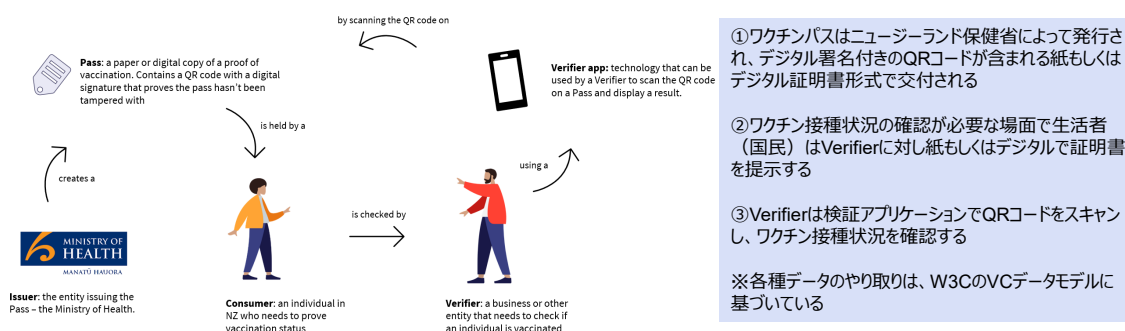 by scanning the QR code on
Pass: a paper or digital copy of a proof of
vaccination. Contains a QR code with a digital
signature that proves the pass hasn't been
tampered with
Verifier app: technology that can be
used by a Verifier to scan the QR code
on a Pass and display a result.
is held by a
creates a
using a
is checked by
MINISTRY OF
HEALTH
MANATŪ HAUORA
Issuer: the entity issuing the
Pass – the Ministry of Health.
Consumer: an individual in
NZ who needs to prove
vaccination status
Verifier: a business or other
entity that needs to check if
an individual is vaccinated
①ワクチンパスはニュージーランド保健省によって発行さ
れ、デジタル署名付きのQRコードが含まれる紙もしくは
デジタル証明書形式で交付される
②ワクチン接種状況の確認が必要な場面で生活者
（国民）はVerifierに対し紙もしくはデジタルで証明書
を提示する
③Verifierは検証アプリケーションでQRコードをスキャン
し、ワクチン接種状況を確認する
※各種データのやり取りは、W3CのVCデータモデルに
基づいている